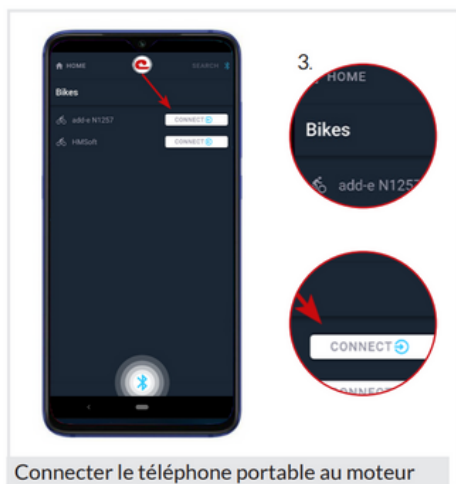 HOME
SEARCH
Bikes
add-e N1257
CONNECT
HMSoft
CONNECT
3.
HOME
Bikes
add-e N1257
CONNECT
CONNECT
Connecter le téléphone portable au moteur